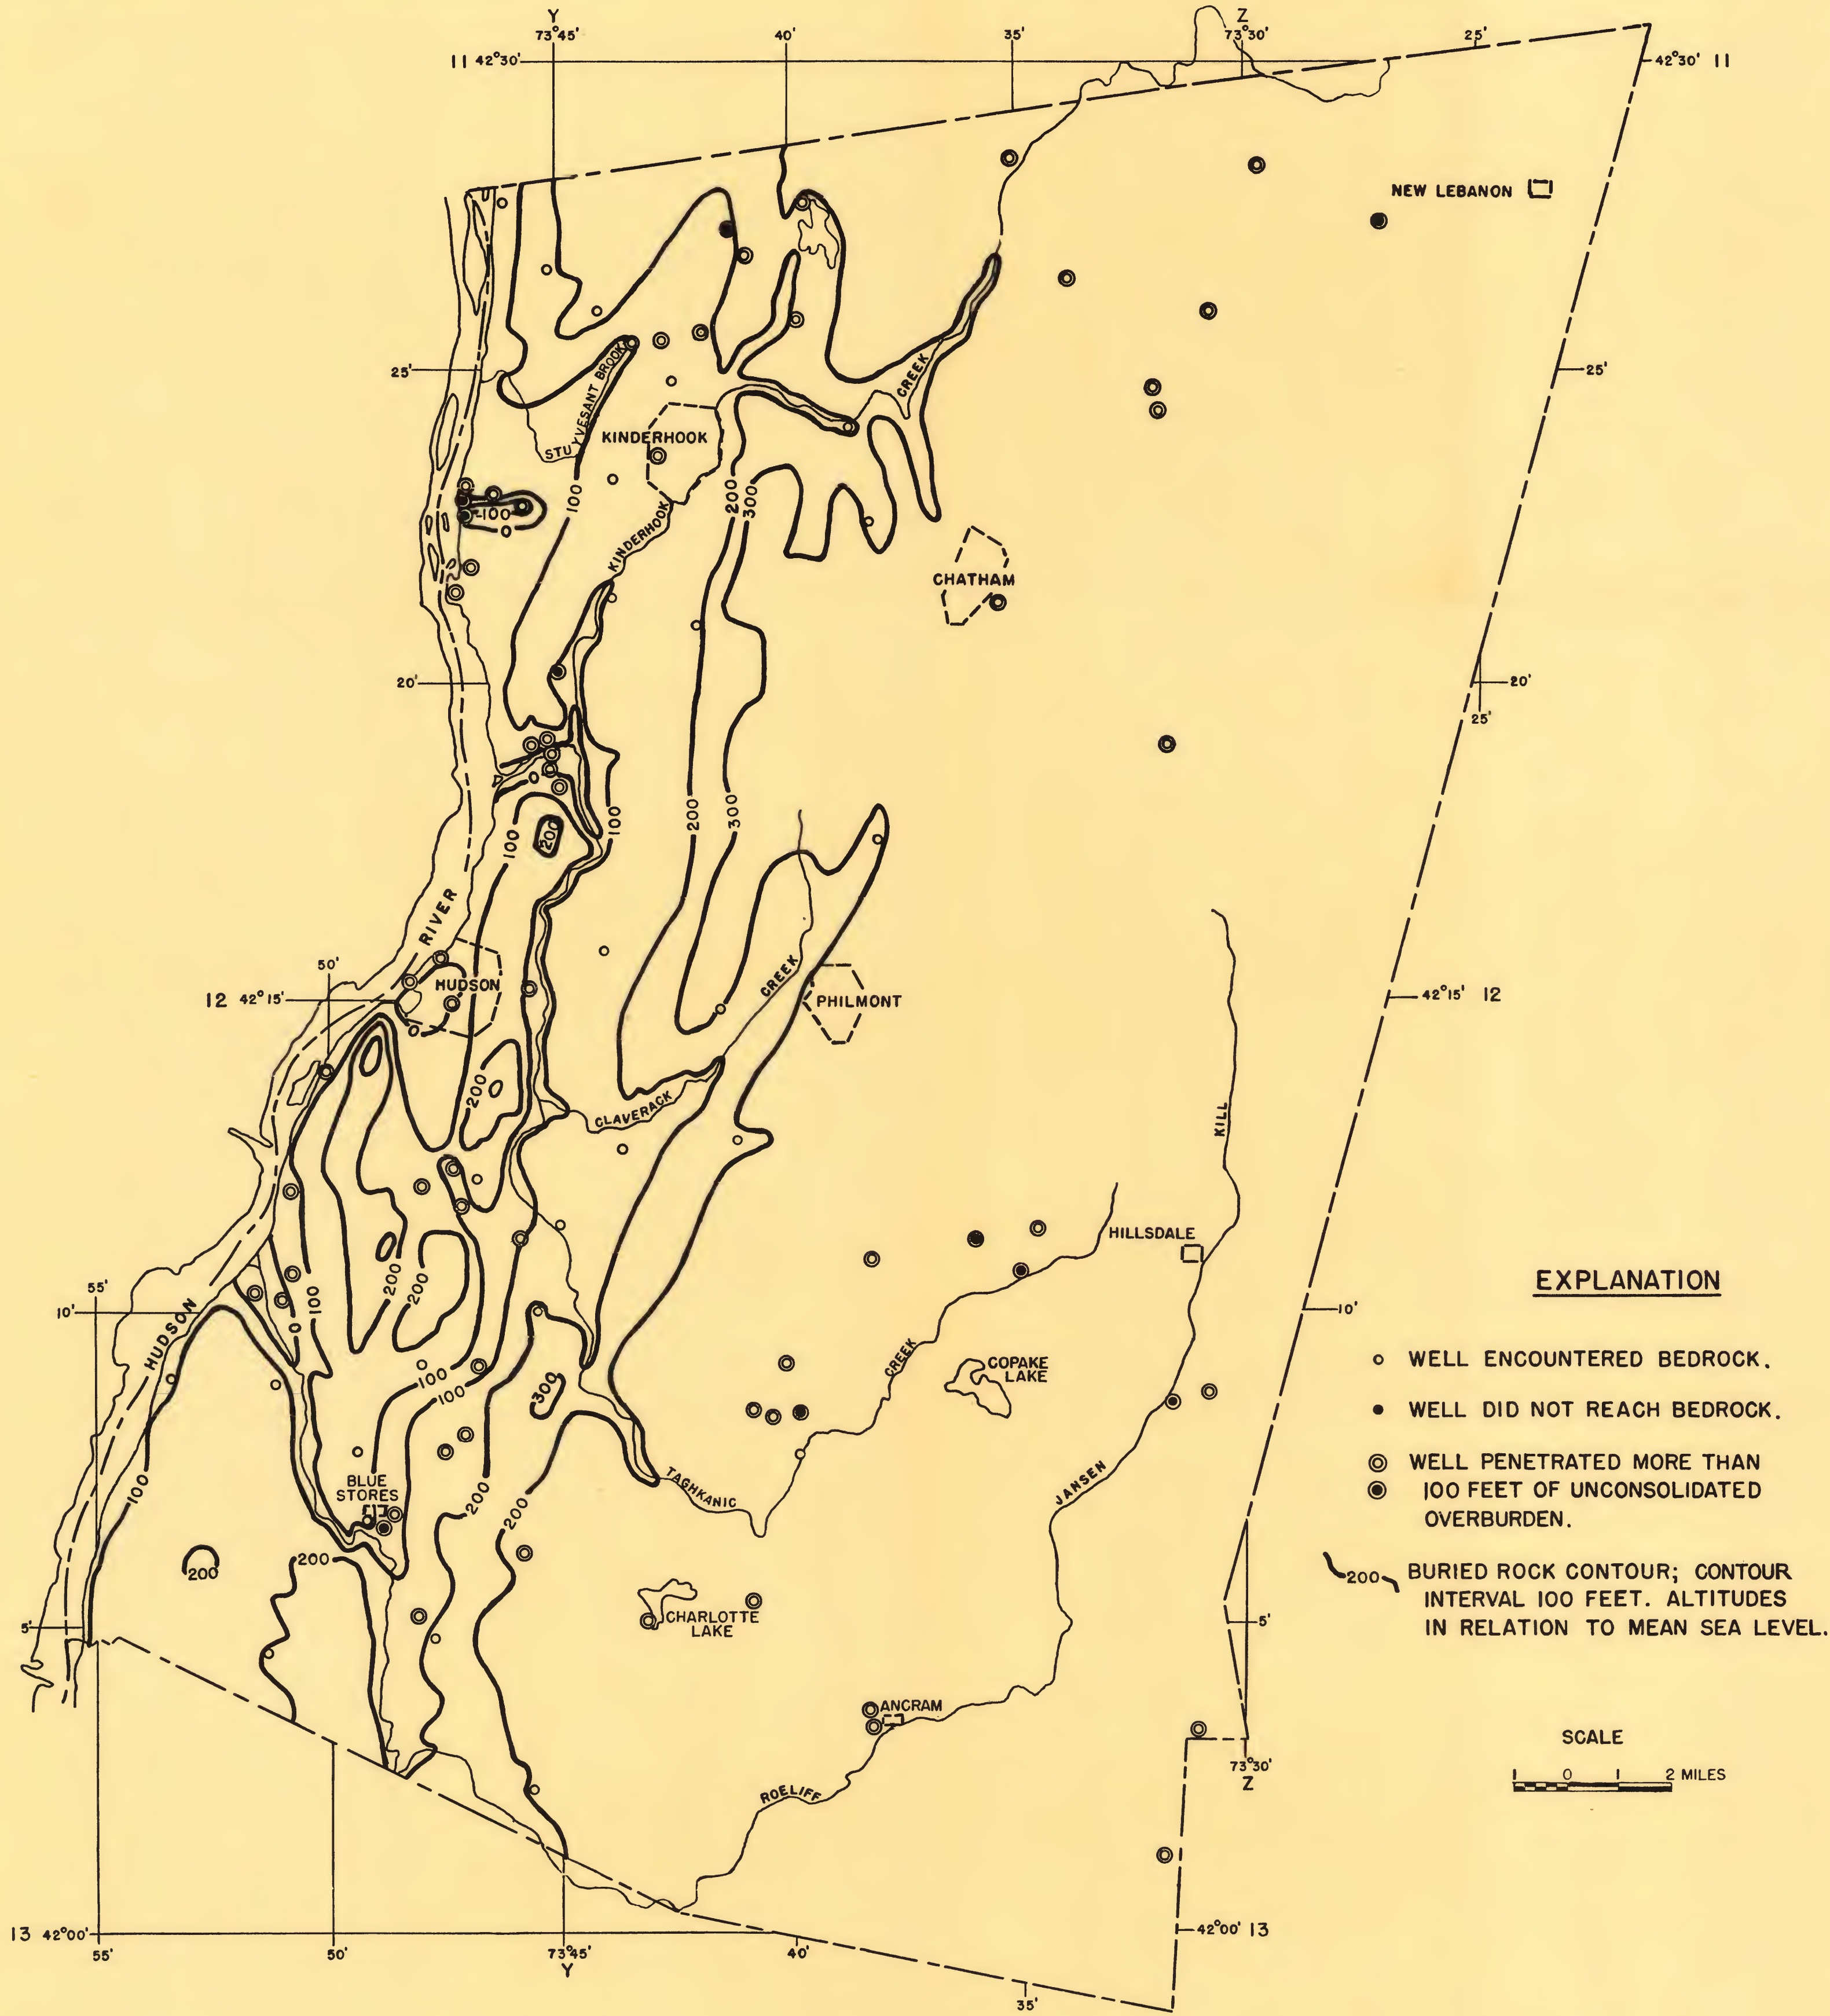 Y
Z
73°45'
40'
35'
73°30'
25'
11 42°30'
42°30' 11
NEW LEBANON
25'
25'
STUYVESANT BROOK
CREEK
KINDERHOOK
100
200
300
-100
0
KINDERHOOK
CHATHAM
20'
20'
25'
0
100
200
100
200
300
RIVER
50'
HUDSON
12 42°15'
0
CREEK
PHILMONT
42°15' 12
200
CLAVERACK
KILL
HILLSDALE
200
200
100
0
55'
10'
HUDSON
10'
EXPLANATION
CREEK
COPAKE
LAKE
100
100
300
WELL ENCOUNTERED BEDROCK.
WELL DID NOT REACH BEDROCK.
WELL PENETRATED MORE THAN
100 FEET OF UNCONSOLIDATED
OVERBURDEN.
100
BLUE
STORES
200
200
TAGHKANIC
JANSEN
200
200
200 BURIED ROCK CONTOUR; CONTOUR
INTERVAL 100 FEET. ALTITUDES
IN RELATION TO MEAN SEA LEVEL.
5'
CHARLOTTE
LAKE
5'
ANCRAM
SCALE
1 0 1 2 MILES
73°30'
Z
ROELIFF
13 42°00'
42°00' 13
55'
50'
73°45'
Y
40'
35'